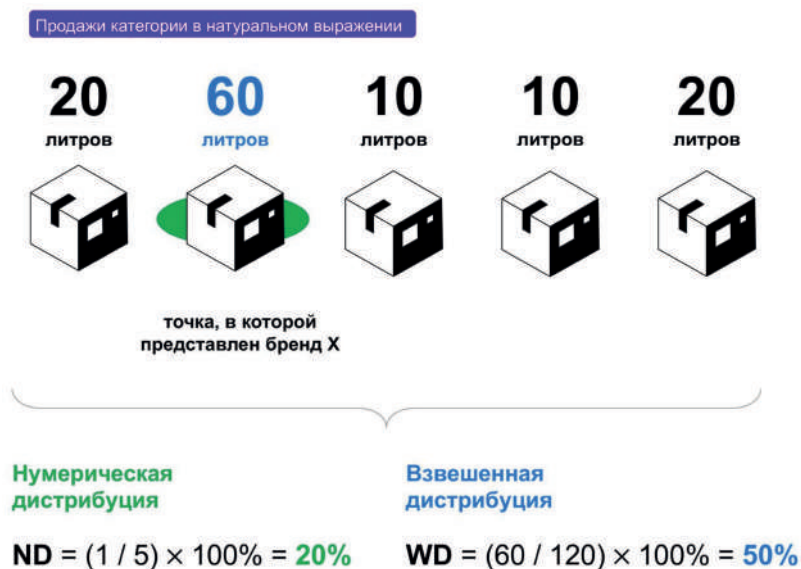 Продажи категории в натуральном выражении
20 60 10 10 20
литров литров литров литров литров
точка, в которой
представлен бренд X
Нумерическая
дистрибуция
ND = (1 / 5) × 100% = 20%
Взвешенная
дистрибуция
WD = (60 / 120) × 100% = 50%